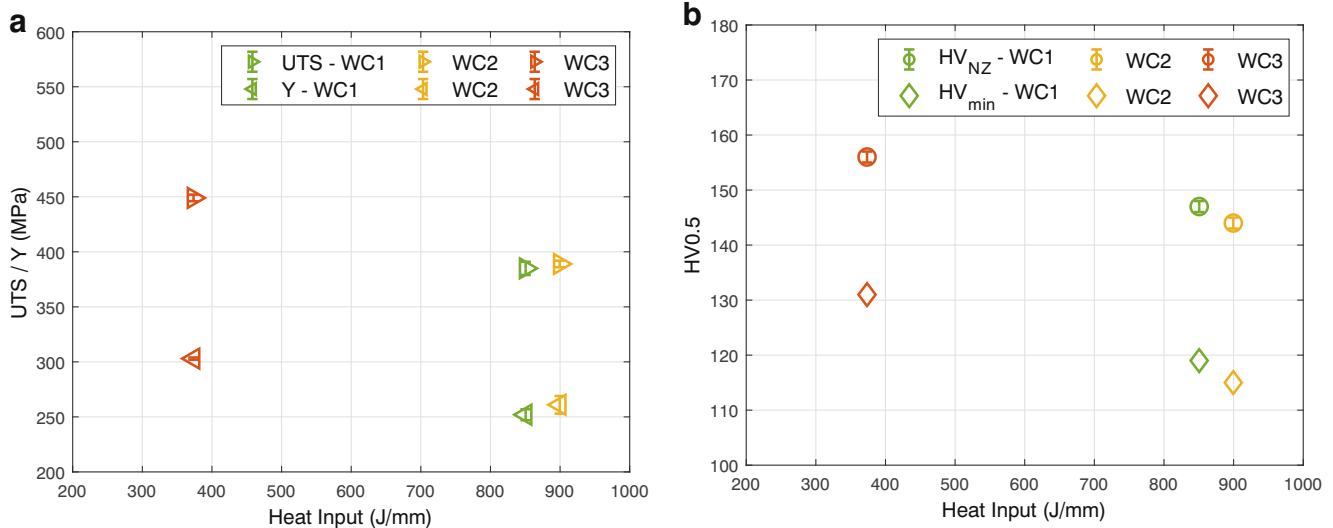 a
600
550
500
450
400
350
300
250
200
UTS / Y (MPa)
UTS - WC1 WC2 WC3
Y - WC1 WC2 WC3
200 300 400 500 600 700 800 900 1000
Heat Input (J/mm)
b
180
170
160
150
140
130
120
110
100
HV0.5
HV_NZ - WC1 WC2 WC3
HV_min - WC1 WC2 WC3
200 300 400 500 600 700 800 900 1000
Heat Input (J/mm)